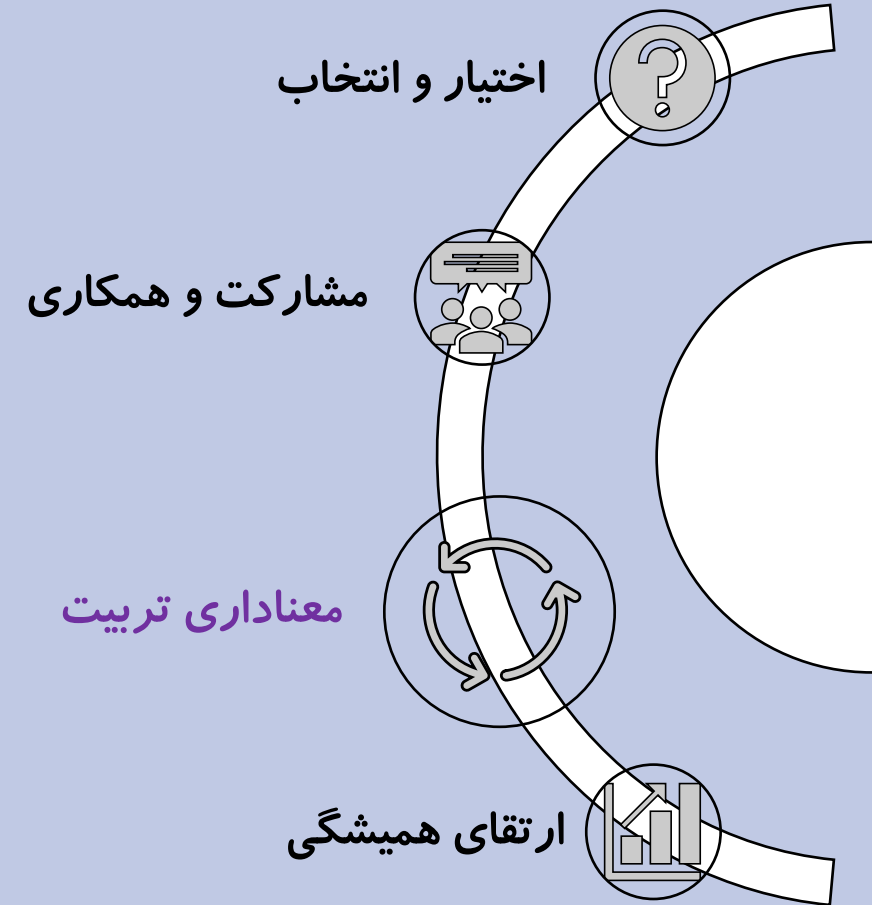 اختیار و انتخاب
مشارکت و همکاری
معناداری تربیت
ارتقای همیشگی